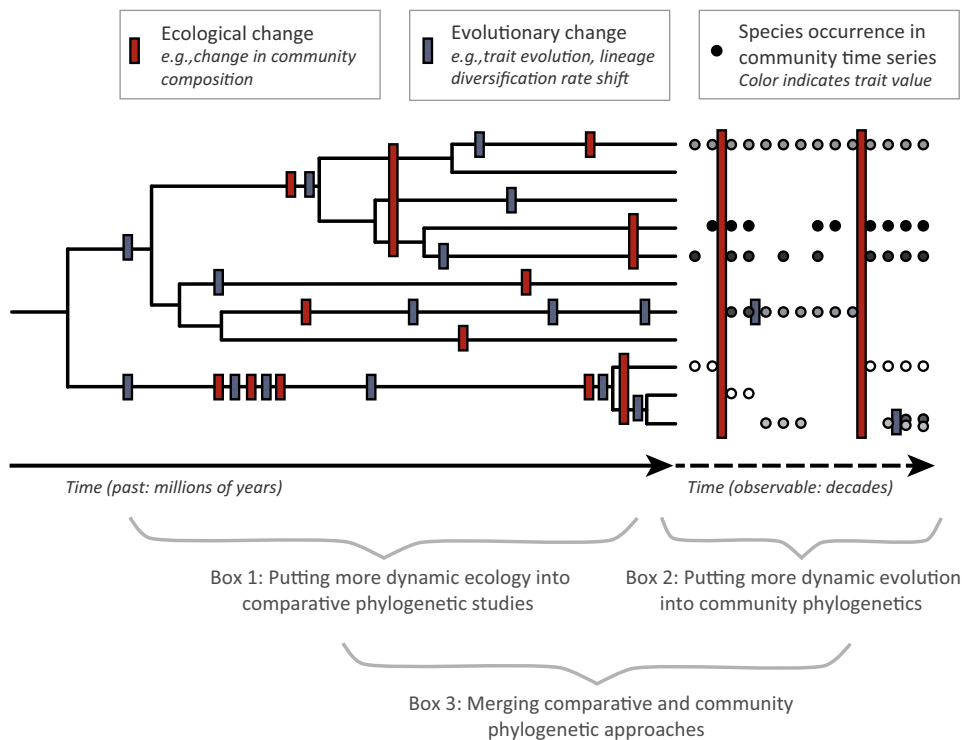 Ecological change
e.g.,change in community
composition
Evolutionary change
e.g.,trait evolution, lineage
diversification rate shift
Species occurrence in
community time series
Color indicates trait value
Time (past: millions of years)
Time (observable: decades)
Box 1: Putting more dynamic ecology into
comparative phylogenetic studies
Box 2: Putting more dynamic evolution
into community phylogenetics
Box 3: Merging comparative and community
phylogenetic approaches